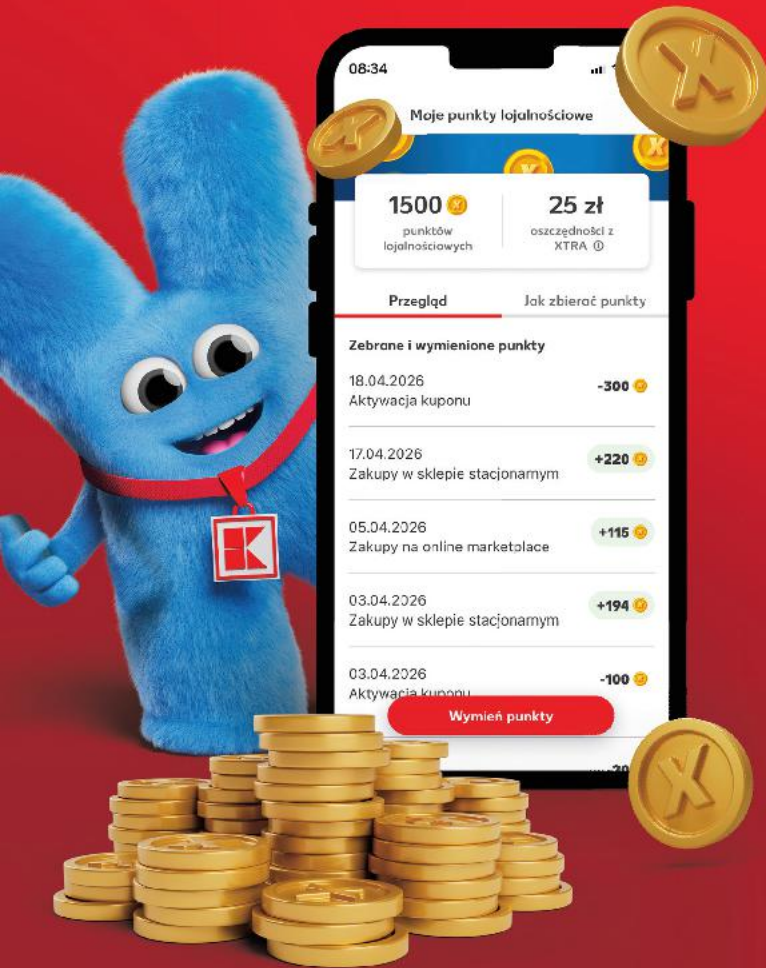 08:34
Moje punkty lojalnościowe
1500
25 zł
punktów
lojalnościowych
oszczędności z
XTRA
Przegląd
Jak zbierać punkty
Zebrane i wymienione punkty
18.04.2026
Aktywacja kuponu
-300
17.04.2026
Zakupy w sklepie stacjonarnym
+220
05.04.2026
Zakupy na online marketplace
+115
03.04.2026
Zakupy w sklepie stacjonarnym
+194
03.04.2026
Aktywacja kuponu
-100
Wymień punkty